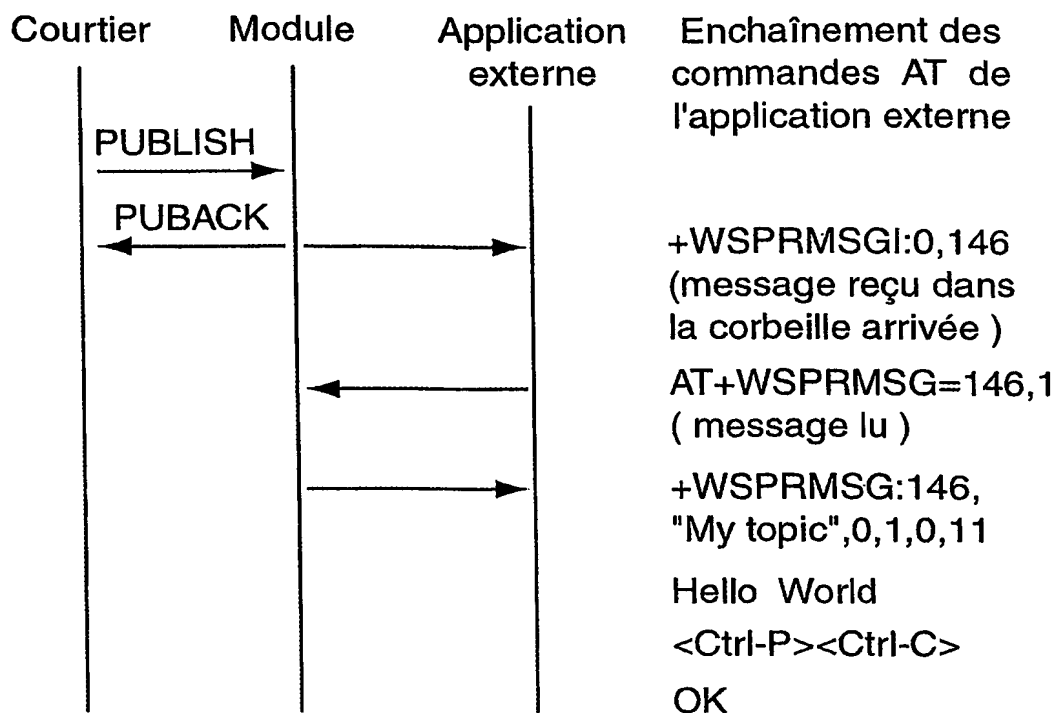 Courtier
Module
Application
externe
Enchaînement des
commandes AT de
l'application externe
PUBLISH
PUBACK
+WSPRMSGI:0,146
(message reçu dans
la corbeille arrivée )
AT+WSPRMSG=146,1
( message lu )
+WSPRMSG:146,
"My topic",0,1,0,11
Hello World
<Ctrl-P><Ctrl-C>
OK